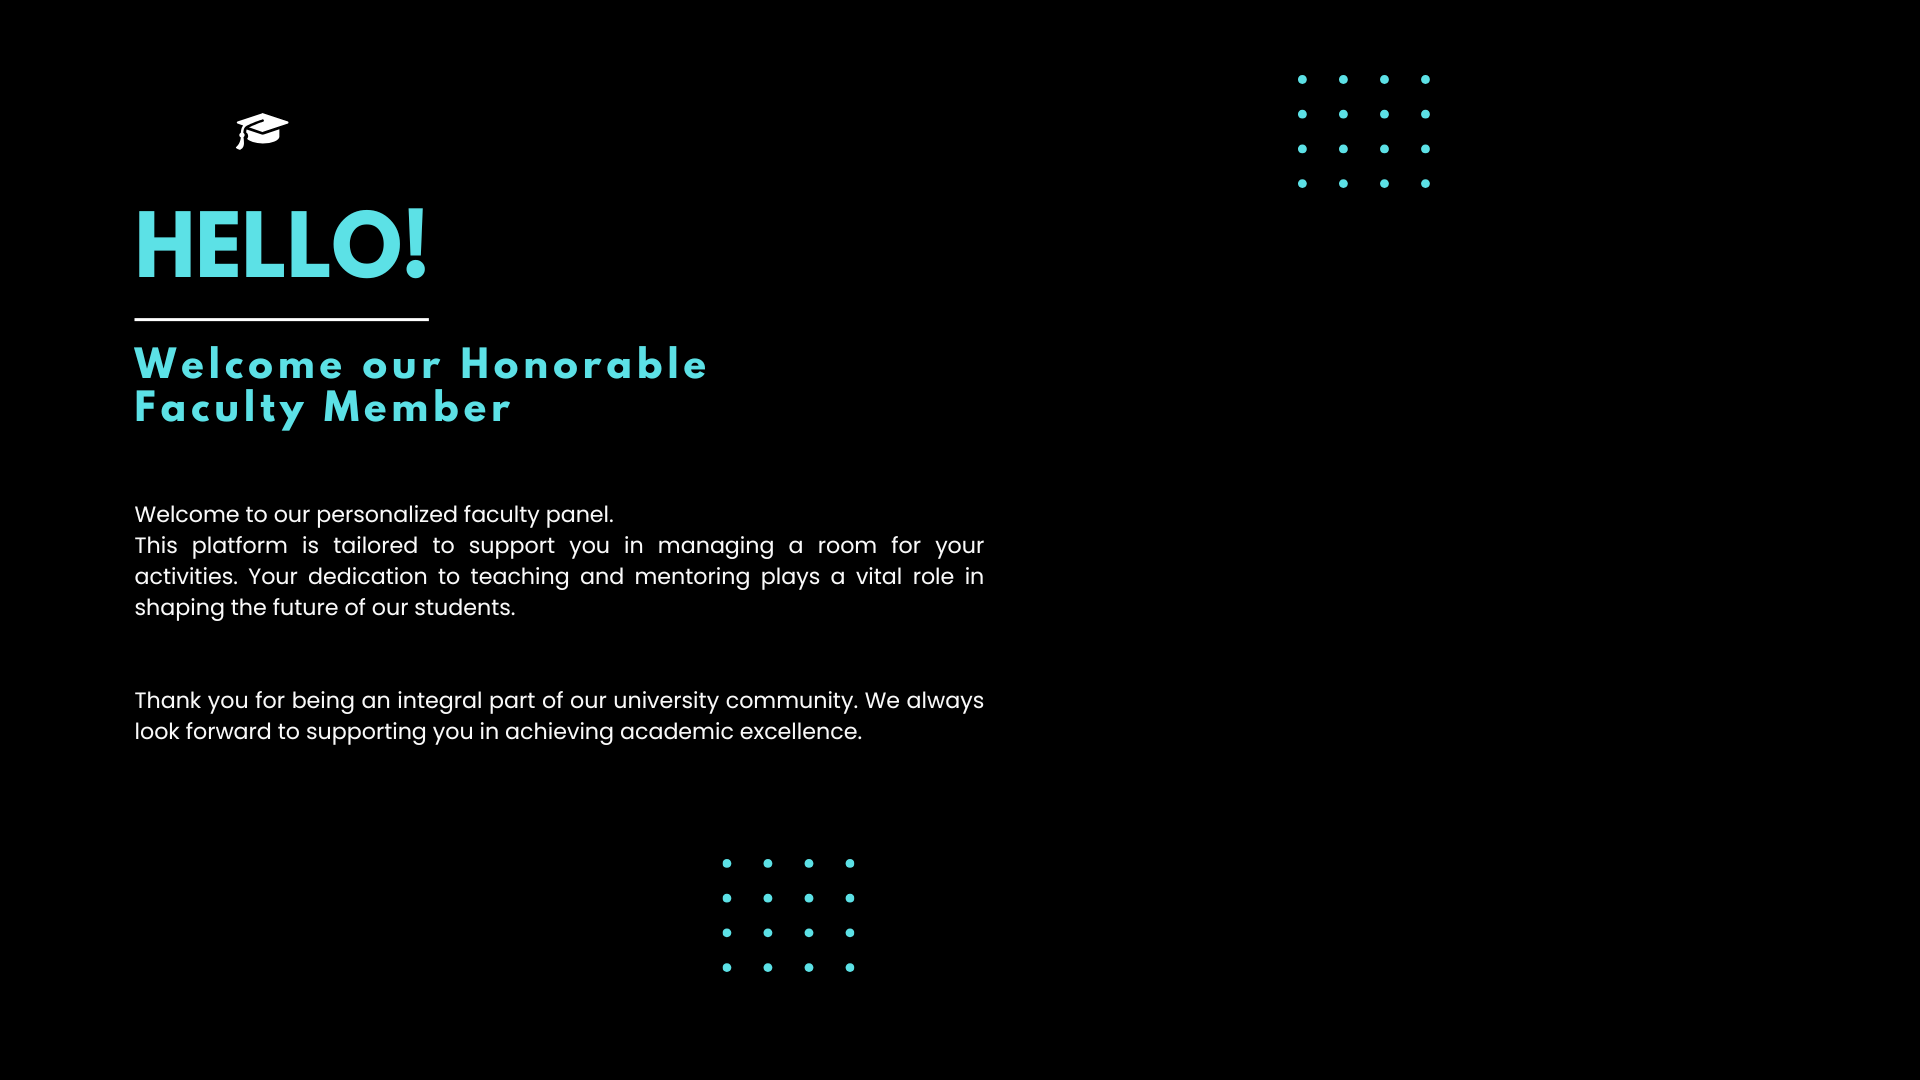 HELLO!
Welcome our Honorable
Faculty Member
Welcome to our personalized faculty panel.
This platform is tailored to support you in managing a room for your
activities. Your dedication to teaching and mentoring plays a vital role in
shaping the future of our students.
Thank you for being an integral part of our university community. We always
look forward to supporting you in achieving academic excellence.